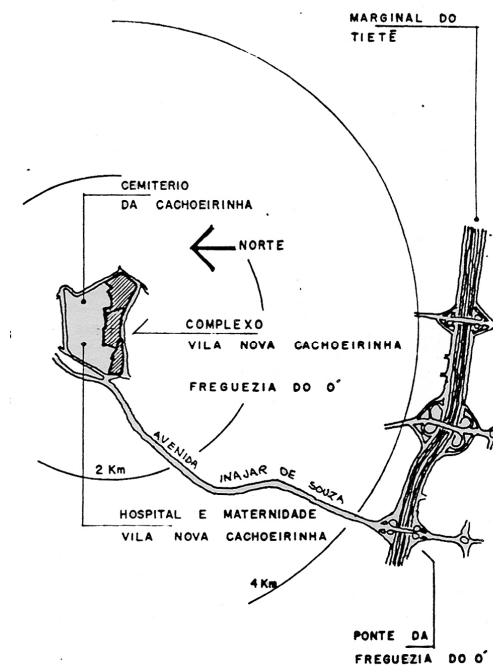 MARGINAL DO
TIETÊ
CEMITERIO
DA CACHOEIRINHA
NORTE
COMPLEXO
VILA NOVA CACHOEIRINHA
FREGUEZIA DO O´
AVENIDA INAJAR DE SOUZA
2 Km
HOSPITAL E MATERNIDADE
VILA NOVA CACHOEIRINHA
4 Km
PONTE DA
FREGUEZIA DO O´